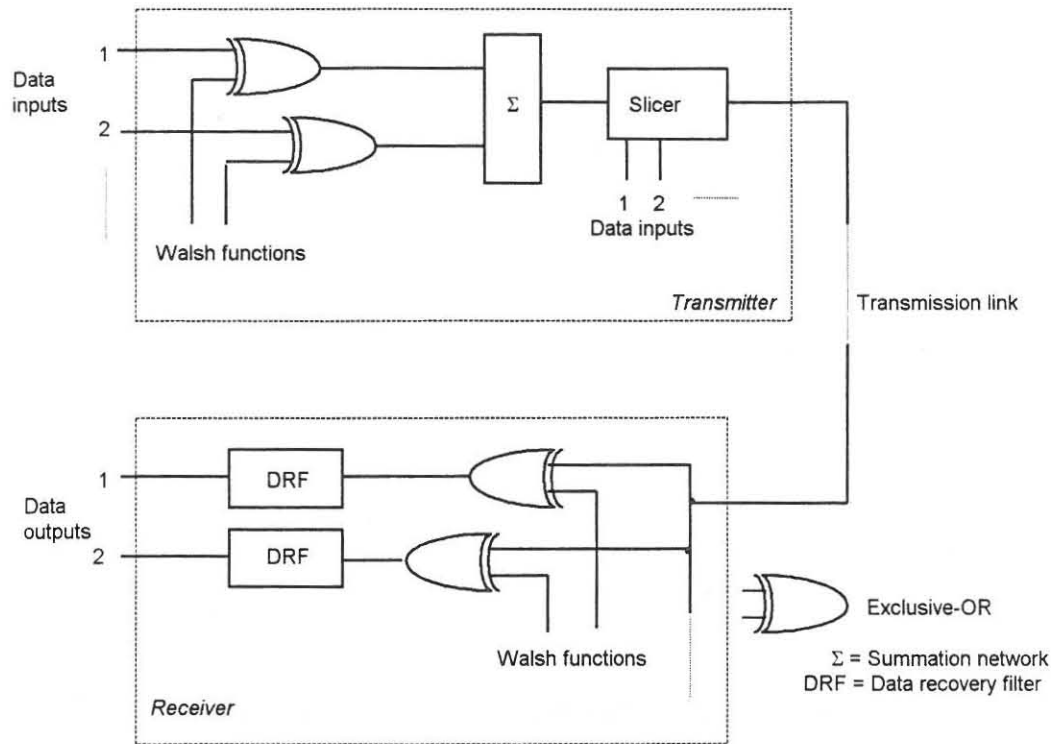 1
Data
inputs
2
Σ
Slicer
1 2
Data inputs
Walsh functions
Transmitter
Transmission link
1
DRF
Data
outputs
2
DRF
Exclusive-OR
Walsh functions
Σ = Summation network
DRF = Data recovery filter
Receiver